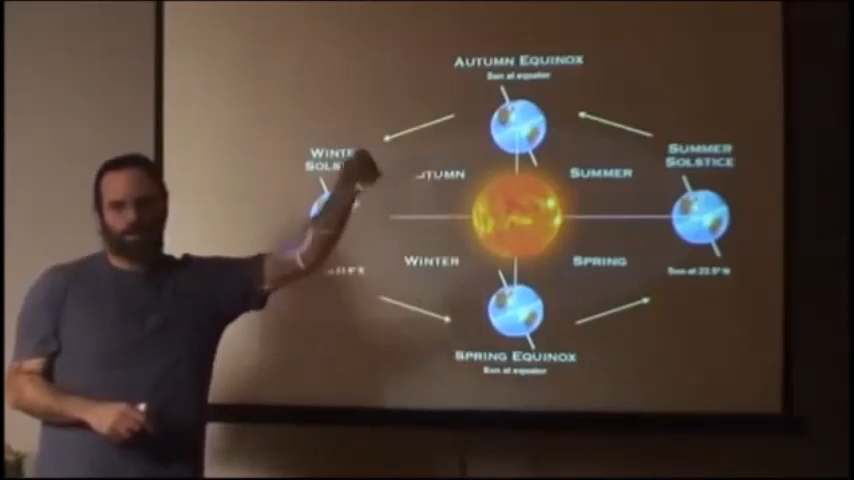 AUTUMN EQUINOX
Sun at equator
WINTER
SUMMER
SOLSTICE
SUMMER
WINTER
SPRING
Sun at 23.5° N
SPRING EQUINOX
Sun at equator